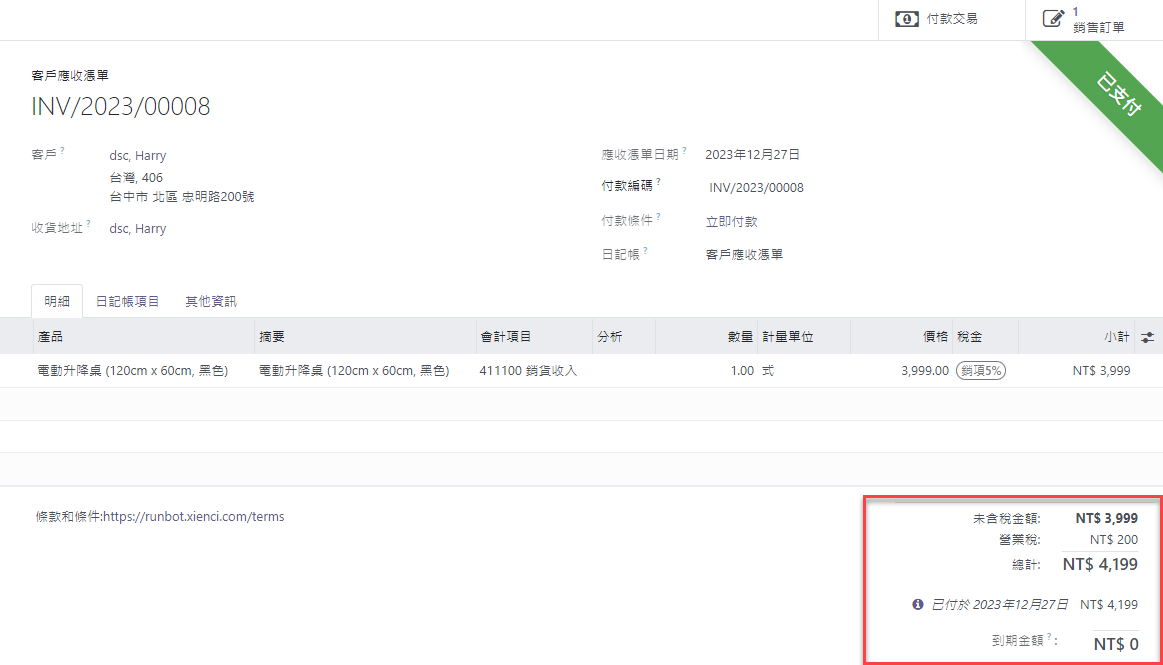 付款交易
1
銷售訂單
已支付
客戶應收憑單
INV/2023/00008
客戶 ? dsc, Harry
台灣, 406
台中市 北區 忠明路200號
收貨地址 ? dsc, Harry
應收憑單日期 ? 2023年12月27日
付款編碼 ? INV/2023/00008
付款條件 ? 立即付款
日記帳 ? 客戶應收憑單
明細 日記帳項目 其他資訊
產品 摘要 會計項目 分析 數量 計量單位 價格 稅金 小計
電動升降桌 (120cm x 60cm, 黑色) 電動升降桌 (120cm x 60cm, 黑色) 411100 銷貨收入 1.00 式 3,999.00 銷項5% NT$ 3,999
條款和條件:https://runbot.xienci.com/terms
未含稅金額: NT$ 3,999
營業稅: NT$ 200
總計: NT$ 4,199
已付於 2023年12月27日 NT$ 4,199
到期金額 ? : NT$ 0